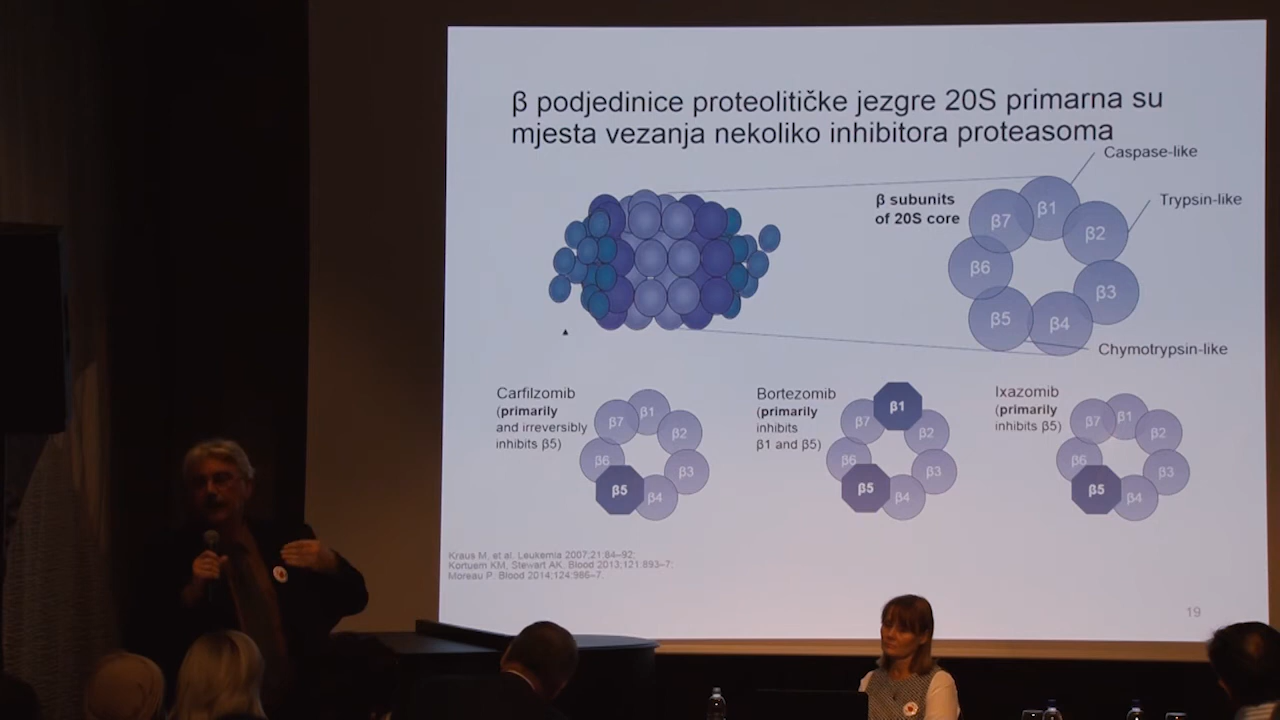 β podjedinice proteolitičke jezgre 20S primarna su
mjesta vezanja nekoliko inhibitora proteasoma
Caspase-like
β subunits
of 20S core
Trypsin-like
β1
β7
β2
β6
β3
β5
β4
Chymotrypsin-like
Carfilzomib
(primarily
and irreversibly
inhibits β5)
β1
β7
β2
β6
β3
β5
β4
Bortezomib
(primarily
inhibits
β1 and β5)
β1
β7
β2
β6
β3
β5
β4
Ixazomib
(primarily
inhibits β5)
β1
β7
β2
β6
β3
β5
β4
Kraus M, et al. Leukemia 2007;21:84–92;
Kortuem KM, Stewart AK. Blood 2013;121:893–7;
Moreau P. Blood 2014;124:986–7.
19